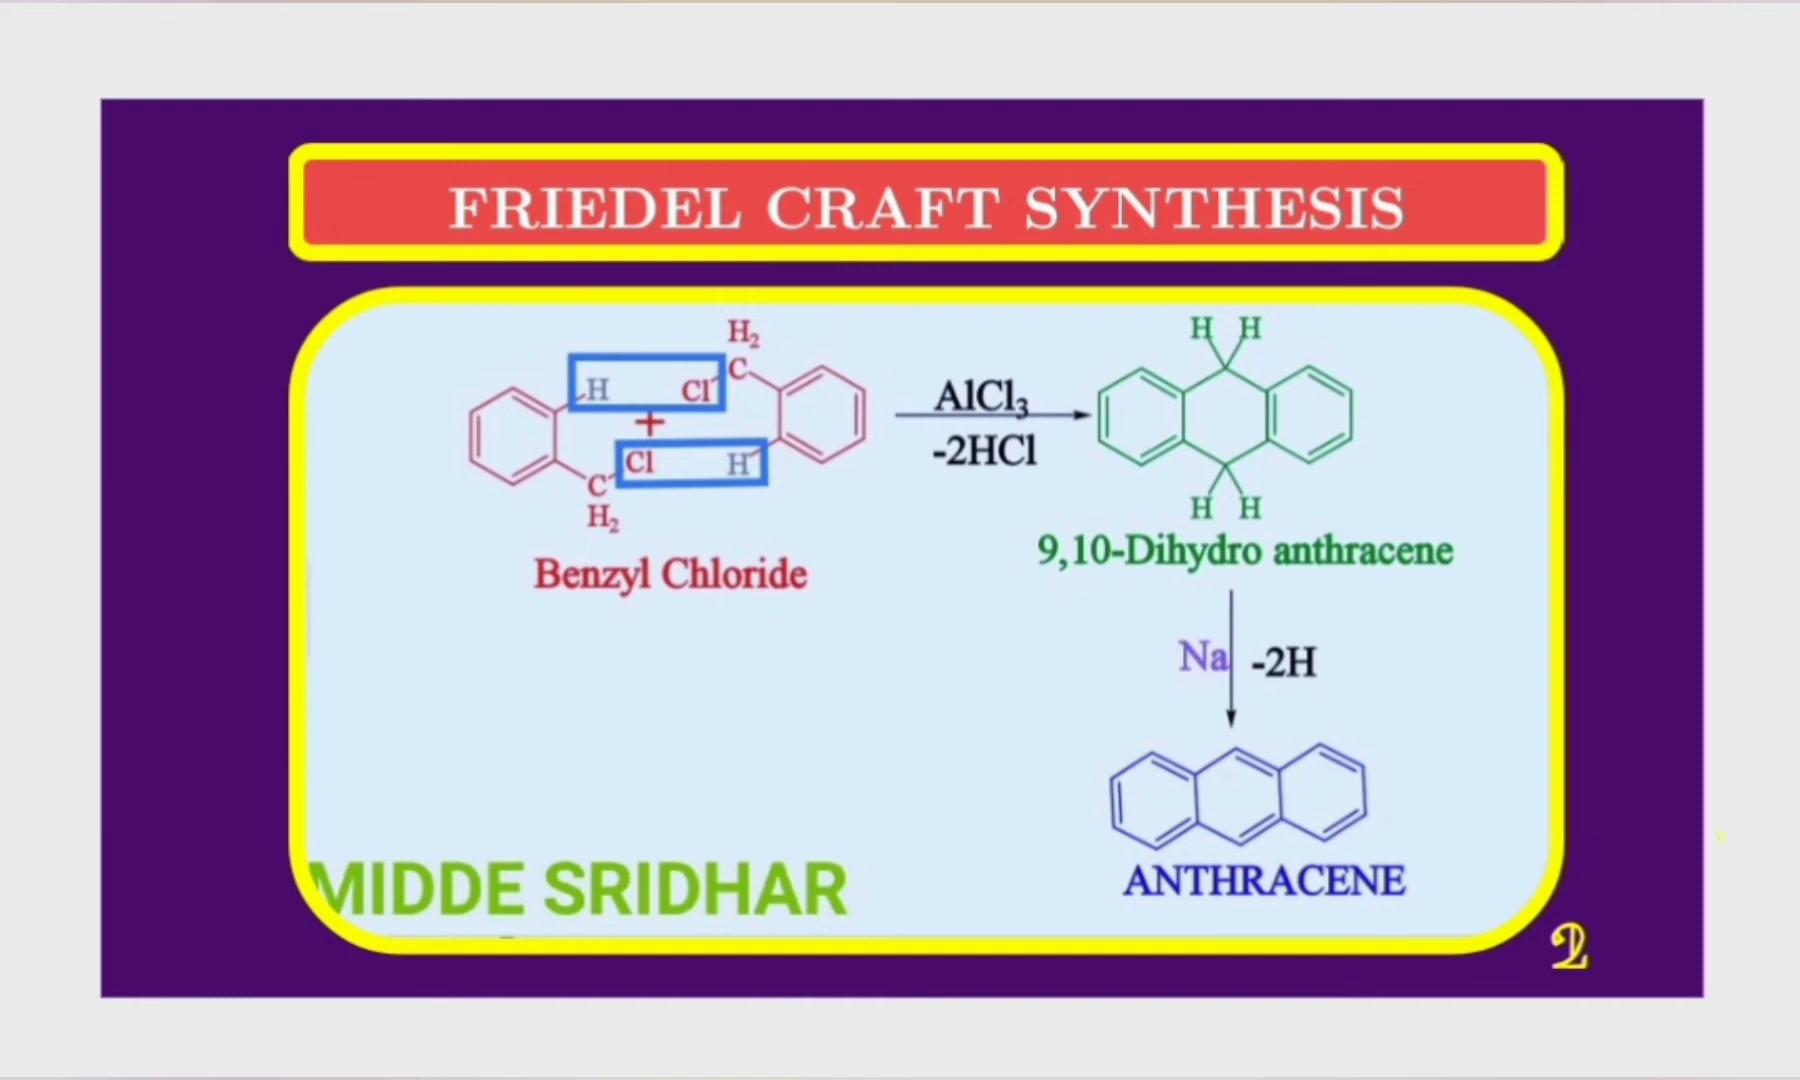 FRIEDEL CRAFT SYNTHESIS
H₂
C
H Cl
+
Cl H
C
H₂
Benzyl Chloride
AlCl₃
-2HCl
H H
H H
9,10-Dihydro anthracene
Na -2H
ANTHRACENE
MIDDE SRIDHAR
2